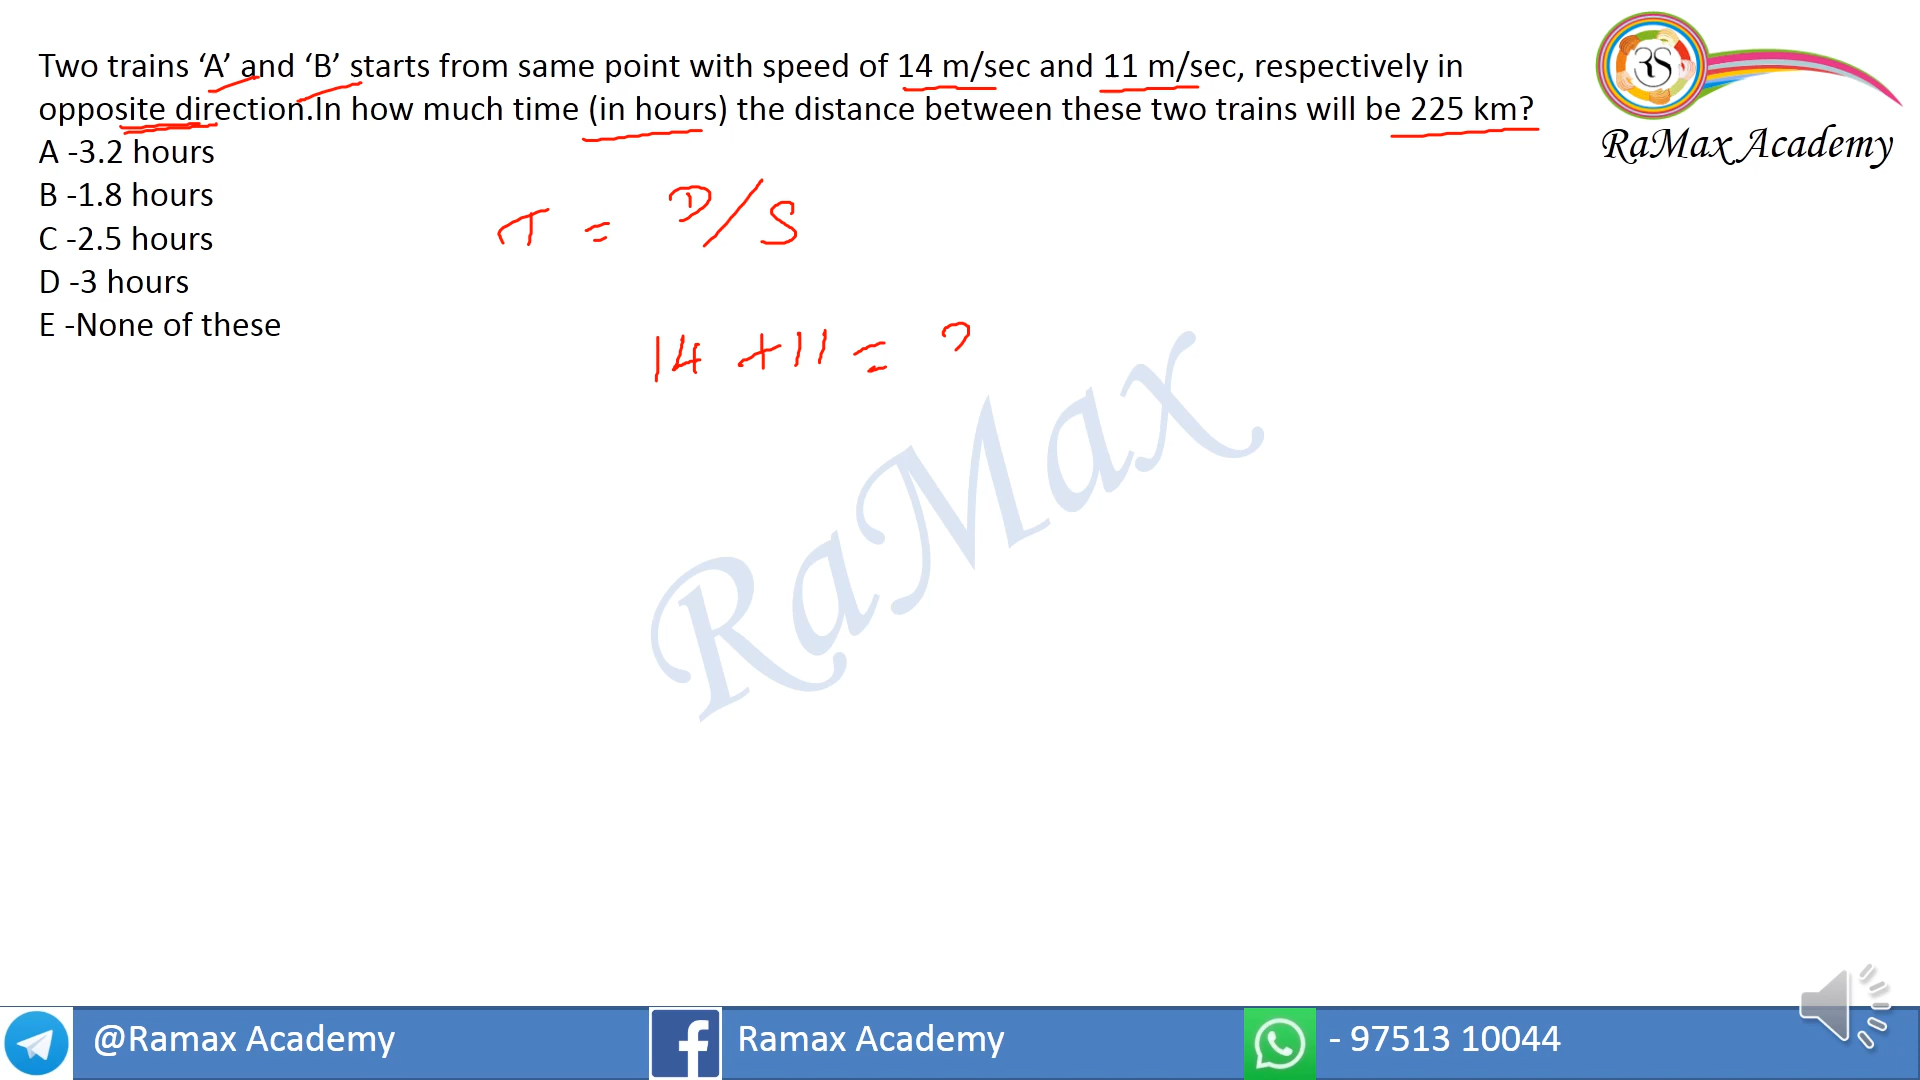 Two trains ‘A’ and ‘B’ starts from same point with speed of 14 m/sec and 11 m/sec, respectively in
opposite direction.In how much time (in hours) the distance between these two trains will be 225 km?
A -3.2 hours
B -1.8 hours
C -2.5 hours
D -3 hours
E -None of these
RaMax Academy
T = D/S
14 + 11 = 2
RaMax
@Ramax Academy
Ramax Academy
- 97513 10044